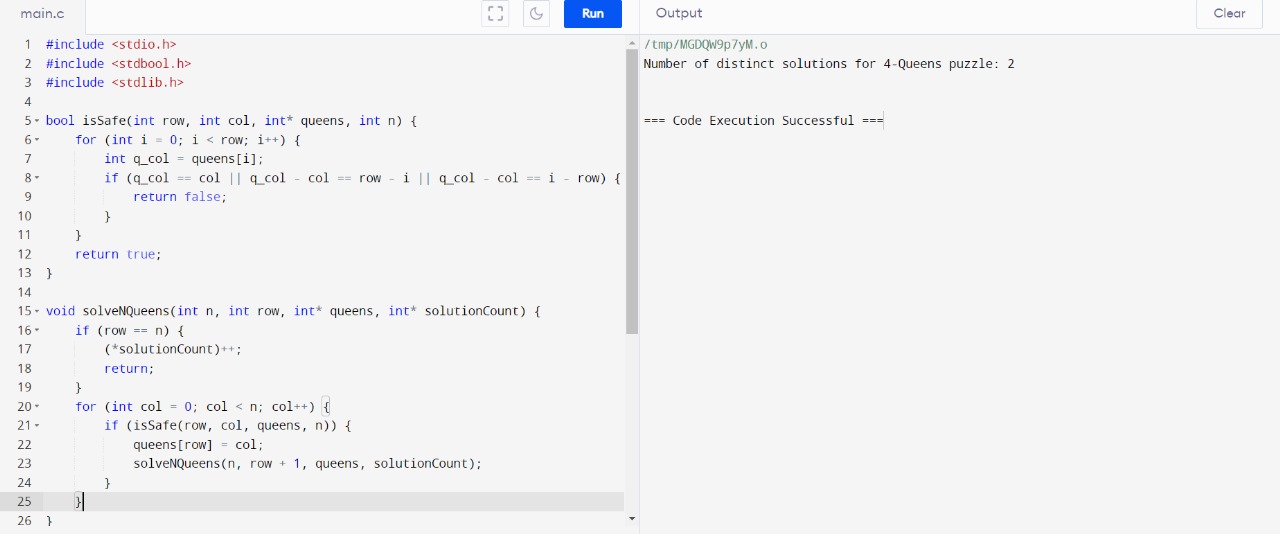 main.c
Run
Output
Clear
1 #include <stdio.h>
2 #include <stdbool.h>
3 #include <stdlib.h>
4
5 bool isSafe(int row, int col, int* queens, int n) {
6 for (int i = 0; i < row; i++) {
7 int q_col = queens[i];
8 if (q_col == col || q_col - col == row - i || q_col - col == i - row) {
9 return false;
10 }
11 }
12 return true;
13 }
14
15 void solveNQueens(int n, int row, int* queens, int* solutionCount) {
16 if (row == n) {
17 (*solutionCount)++;
18 return;
19 }
20 for (int col = 0; col < n; col++) {
21 if (isSafe(row, col, queens, n)) {
22 queens[row] = col;
23 solveNQueens(n, row + 1, queens, solutionCount);
24 }
25 }
26 }
/tmp/MGDQW9p7yM.o
Number of distinct solutions for 4-Queens puzzle: 2
=== Code Execution Successful ===